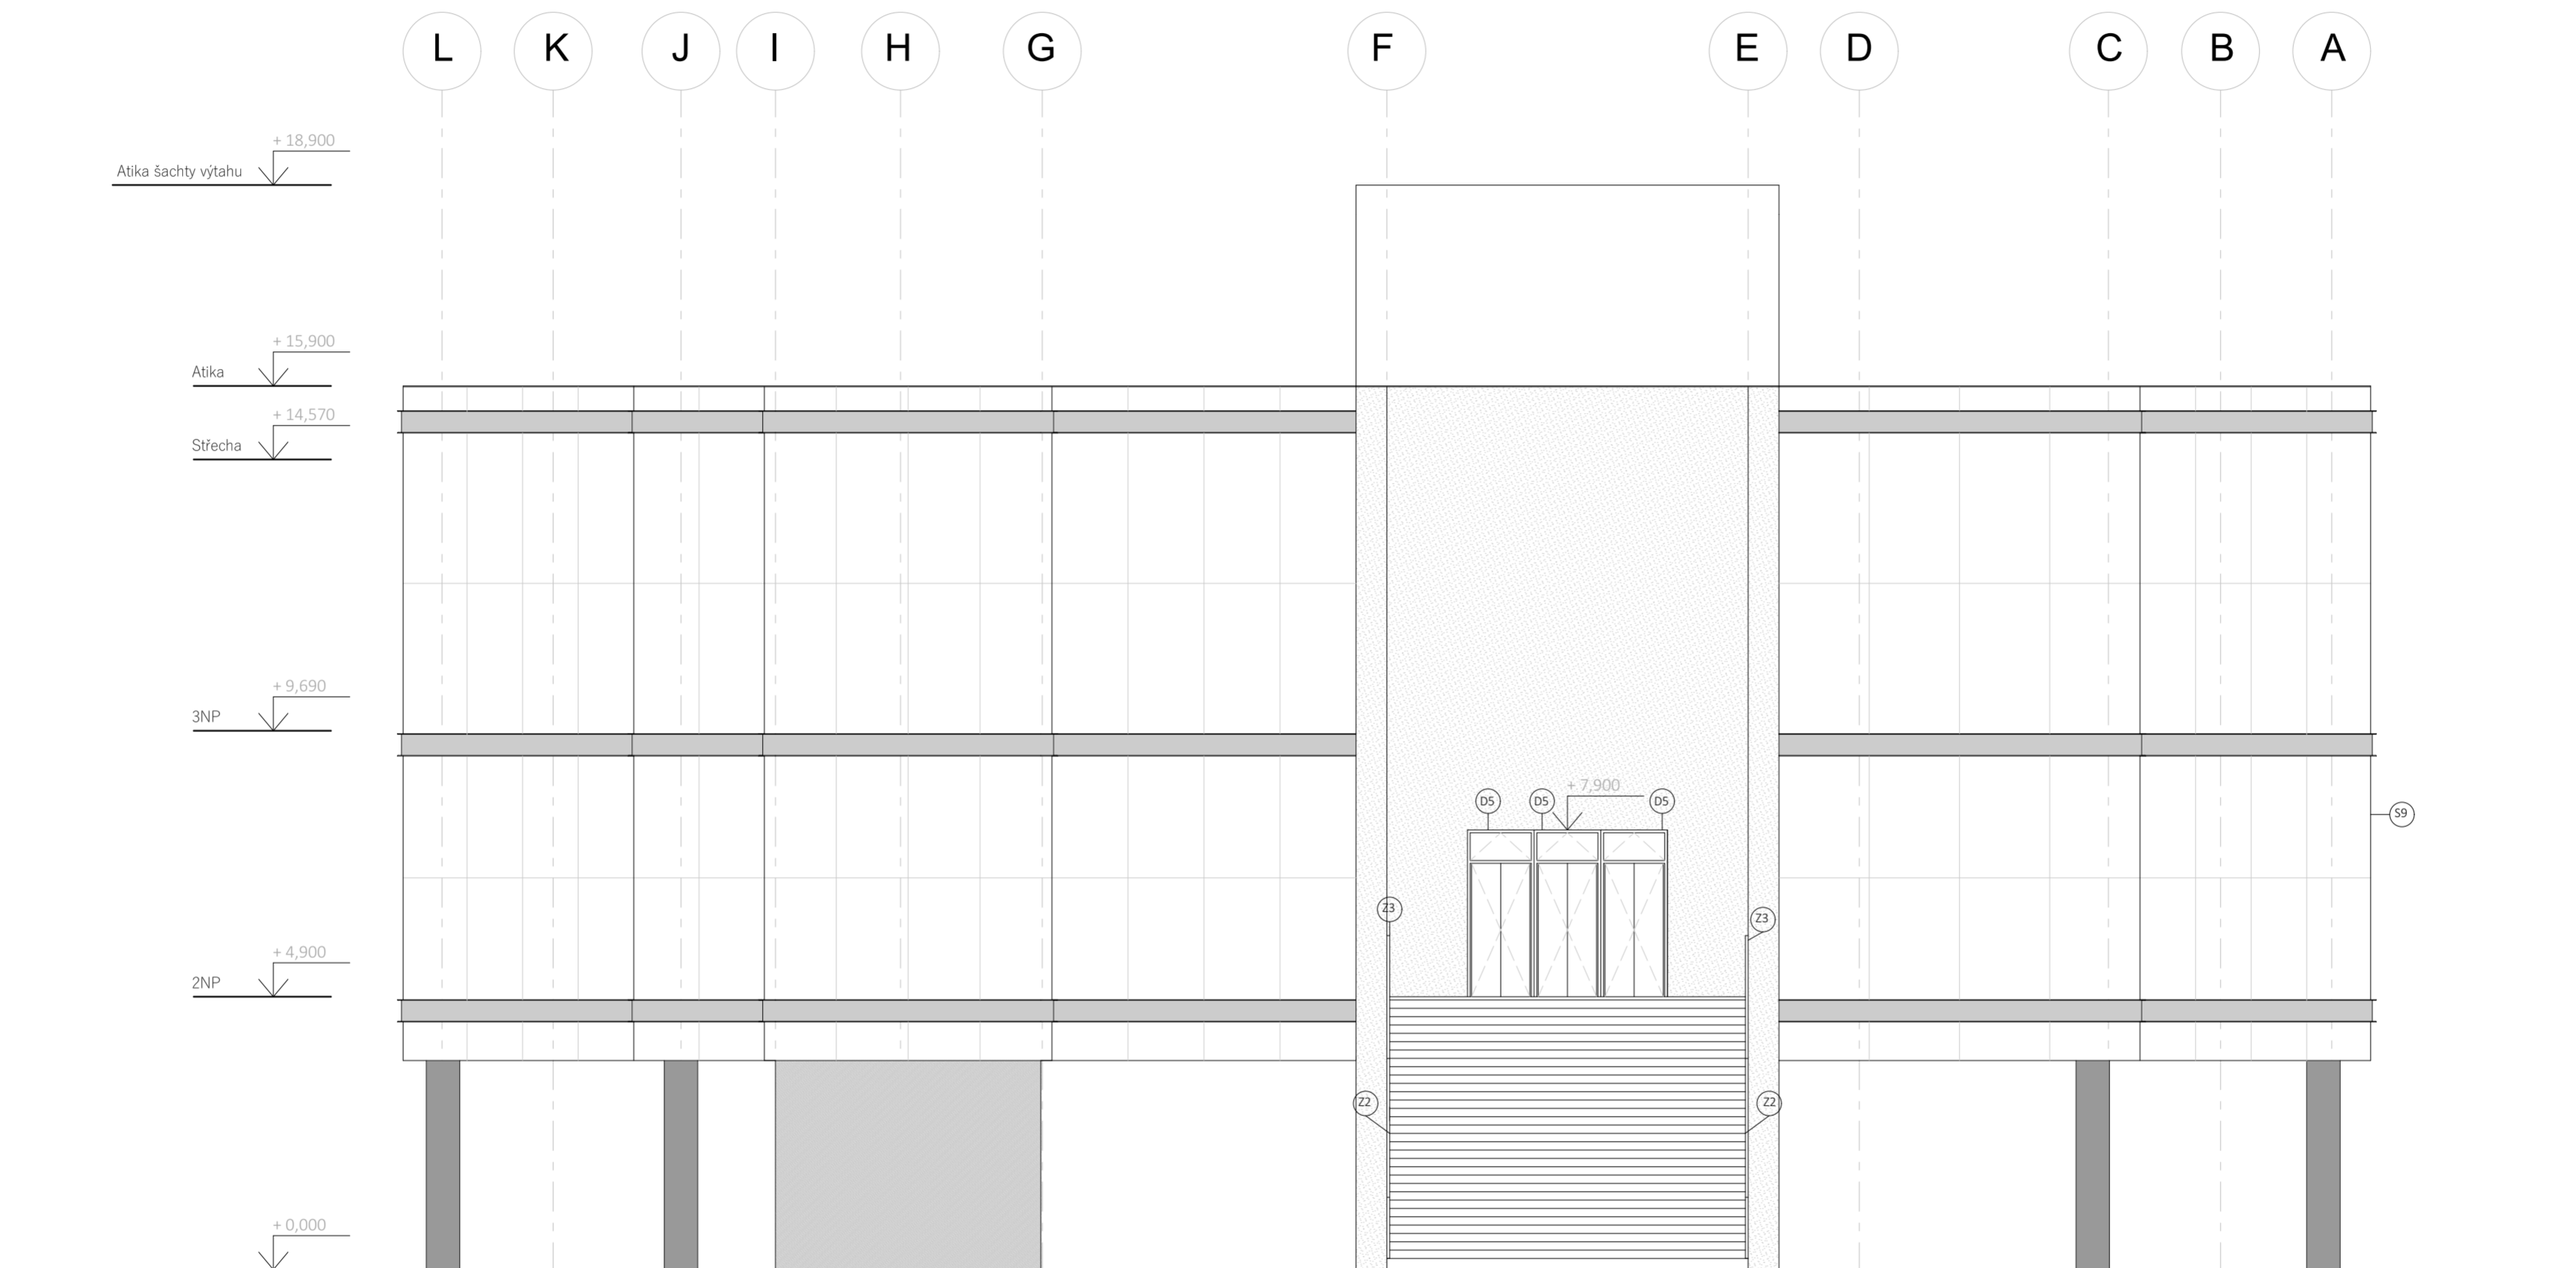 L K J I H G F E D C B A
+ 18,900
Atika šachty výtahu
+ 15,900
Atika
+ 14,570
Střecha
+ 9,690
3NP
+ 7,900
D5 D5 D5
S9
Z3 Z3
+ 4,900
2NP
Z2 Z2
+ 0,000